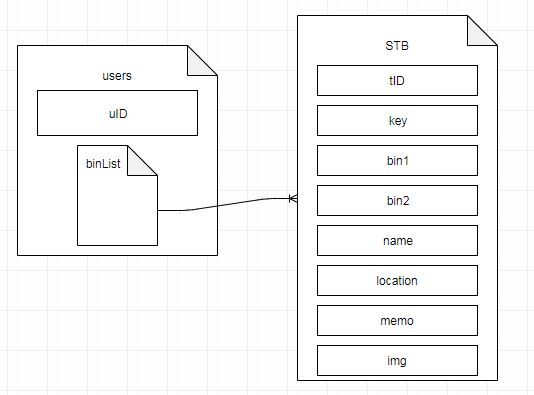 users
uID
binList
STB
tID
key
bin1
bin2
name
location
memo
img